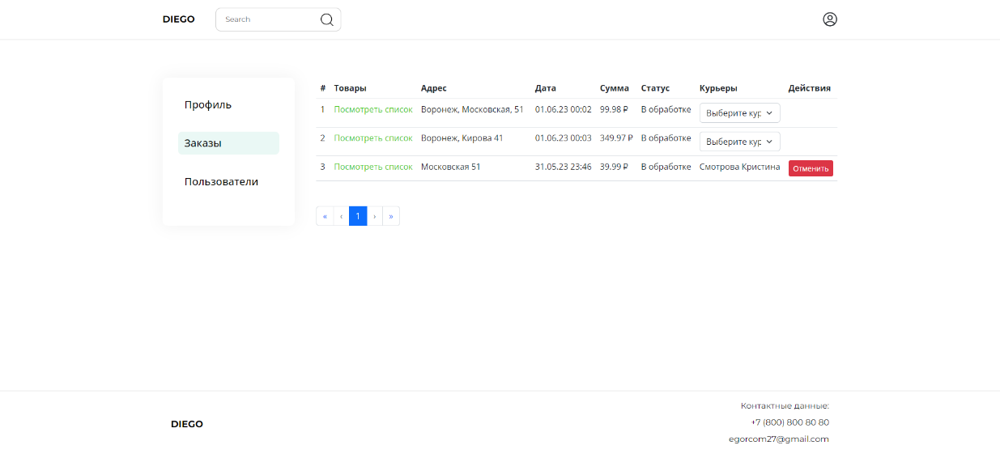 DIEGO Search
Профиль
Заказы
Пользователи
# Товары Адрес Дата Сумма Статус Курьеры Действия
1 Посмотреть список Воронеж, Московская, 51 01.06.23 00:02 99.98 ₽ В обработке Выберите кур
2 Посмотреть список Воронеж, Кирова 41 01.06.23 00:03 349.97 ₽ В обработке Выберите кур
3 Посмотреть список Московская 51 31.05.23 23:46 39.99 ₽ В обработке Смотрова Кристина Отменить
« ‹ 1 › »
DIEGO
Контактные данные:
+7 (800) 800 80 80
egorcom27@gmail.com